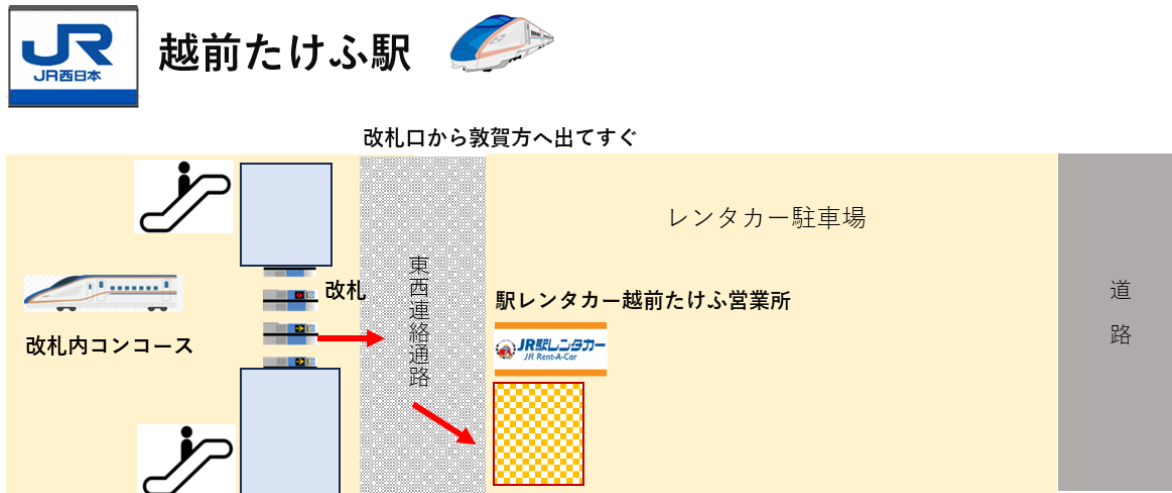 JR
JR西日本
越前たけふ駅
改札口から敦賀方へ出てすぐ
レンタカー駐車場
東西連絡通路
改札
道路
駅レンタカー越前たけふ営業所
改札内コンコース
JR駅レンタカー
JR Rent-A-Car